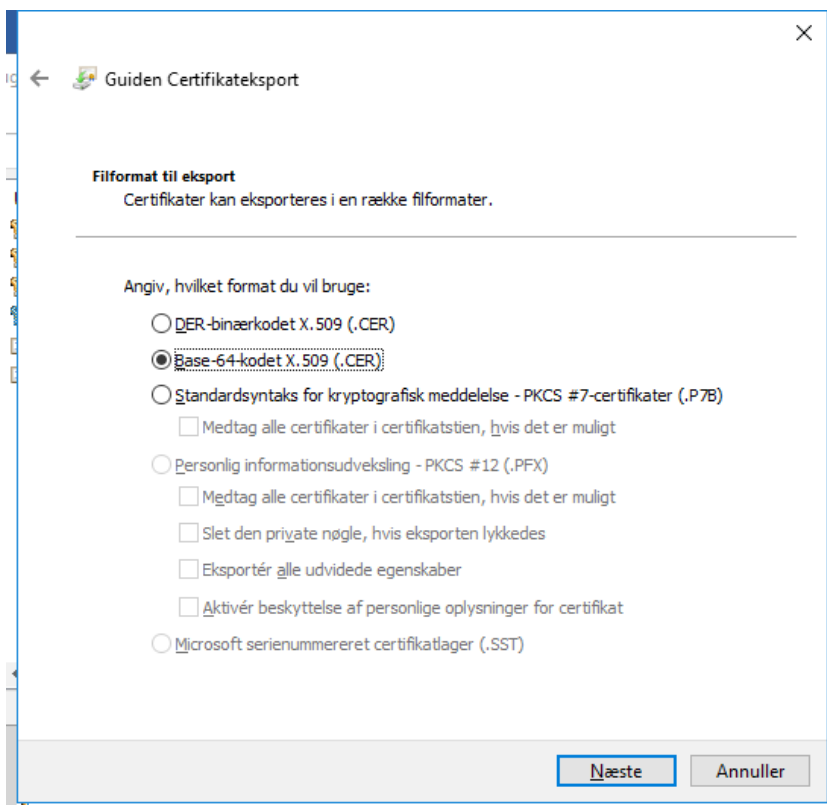 Guiden Certifikateksport
Filformat til eksport
Certifikater kan eksporteres i en række filformater.
Angiv, hvilket format du vil bruge:
DER-binærkodet X.509 (.CER)
Base-64-kodet X.509 (.CER)
Standardsyntaks for kryptografisk meddelelse - PKCS #7-certifikater (.P7B)
Medtag alle certifikater i certifikatstien, hvis det er muligt
Personlig informationsudveksling - PKCS #12 (.PFX)
Medtag alle certifikater i certifikatstien, hvis det er muligt
Slet den private nøgle, hvis eksporten lykkedes
Eksportér alle udvidede egenskaber
Aktivér beskyttelse af personlige oplysninger for certifikat
Microsoft serienummereret certifikatlager (.SST)
Næste Annuller